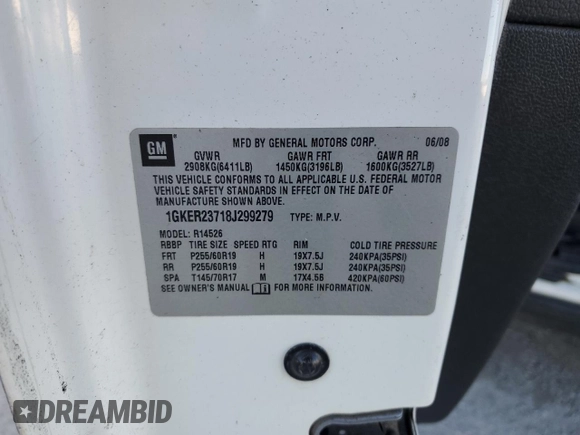 GM
MFD BY GENERAL MOTORS CORP. 06/08
GVWR GAWR FRT GAWR RR
2908KG(6411LB) 1450KG(3196LB) 1600KG(3527LB)
THIS VEHICLE CONFORMS TO ALL APPLICABLE U.S. FEDERAL MOTOR
VEHICLE SAFETY STANDARDS IN EFFECT ON THE DATE OF
MANUFACTURE SHOWN ABOVE.
1GKER23718J299279 TYPE: M.P.V.
MODEL: R14526
RBBP TIRE SIZE SPEED RTG RIM COLD TIRE PRESSURE
FRT P255/60R19 H 19X7.5J 240KPA(35PSI)
RR P255/60R19 H 19X7.5J 240KPA(35PSI)
SPA T145/70R17 M 17X4.5B 420KPA(60PSI)
SEE OWNER'S MANUAL FOR MORE INFORMATION.
DREAMBID